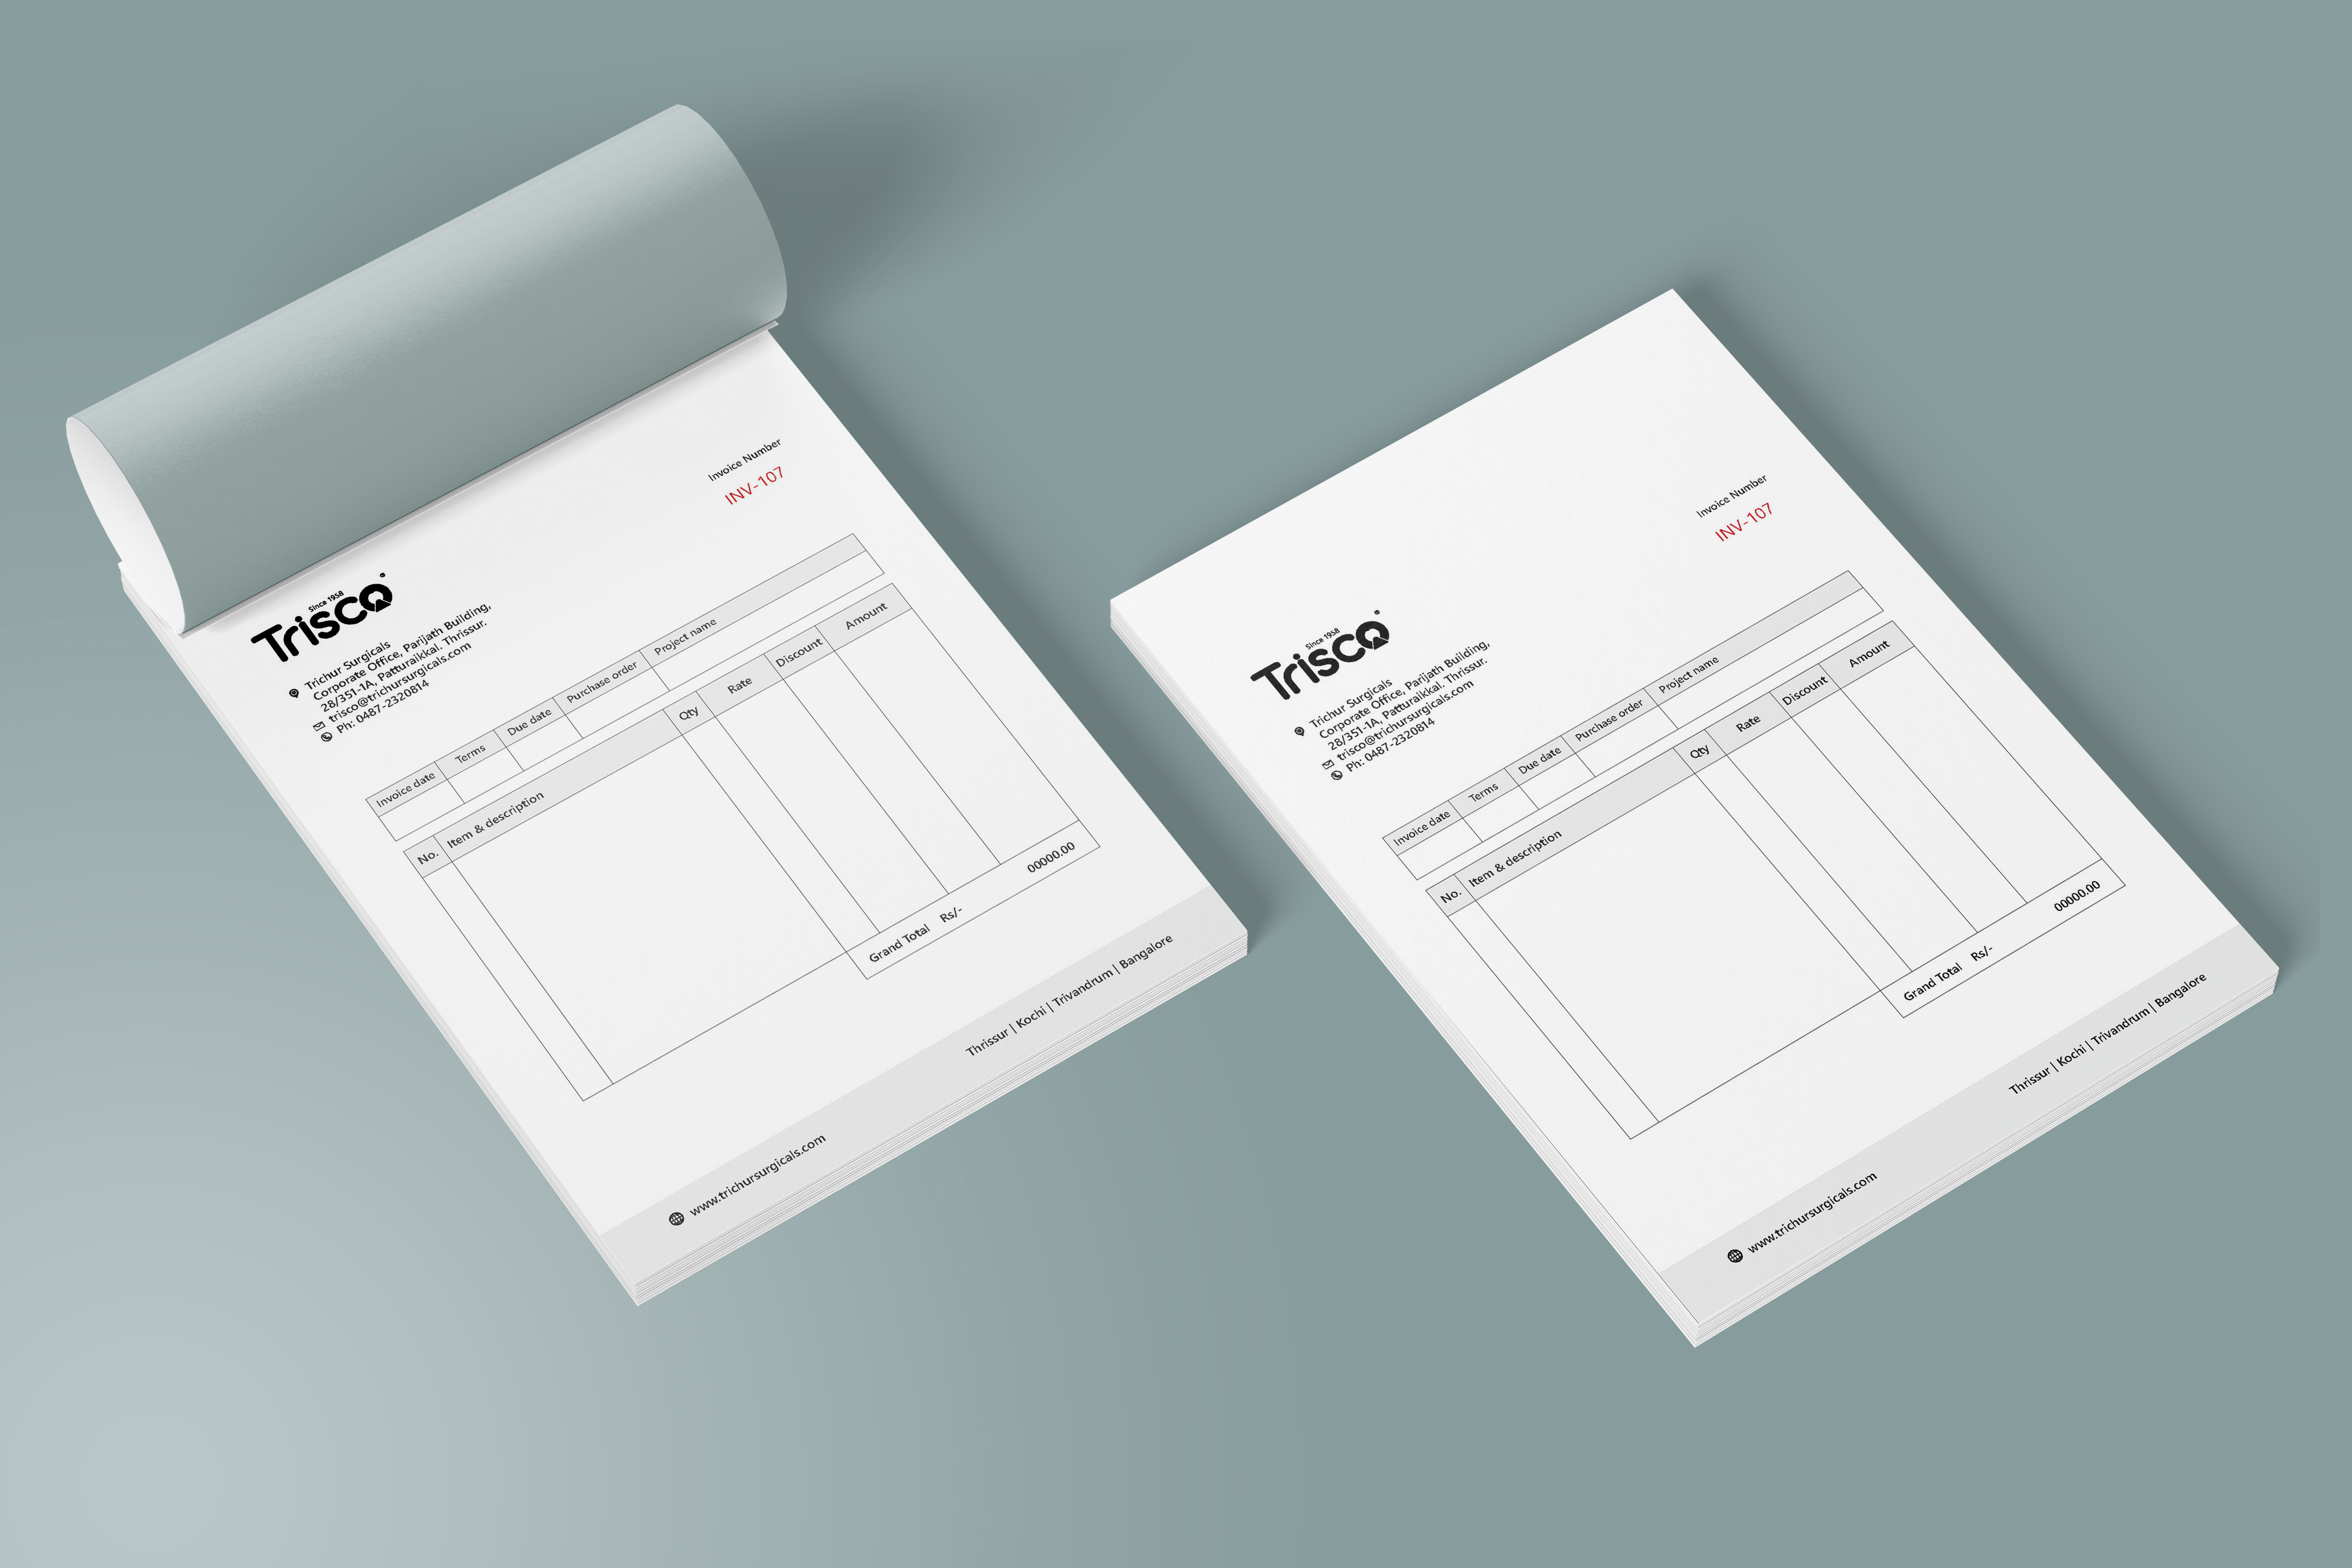 Invoice Number
INV-107
Since 1958
Trisco
Trichur Surgicals
Corporate Office, Parijath Building,
28/351-1A, Patturaikkal. Thrissur.
trisco@trichursurgicals.com
Ph: 0487-2320814
Invoice date Terms Due date Purchase order Project name
No. Item & description Qty Rate Discount Amount
Grand Total Rs/- 00000.00
www.trichursurgicals.com Thrissur | Kochi | Trivandrum | Bangalore
Invoice Number
INV-107
Since 1958
Trisco
Trichur Surgicals
Corporate Office, Parijath Building,
28/351-1A, Patturaikkal. Thrissur.
trisco@trichursurgicals.com
Ph: 0487-2320814
Invoice date Terms Due date Purchase order Project name
No. Item & description Qty Rate Discount Amount
Grand Total Rs/- 00000.00
www.trichursurgicals.com Thrissur | Kochi | Trivandrum | Bangalore